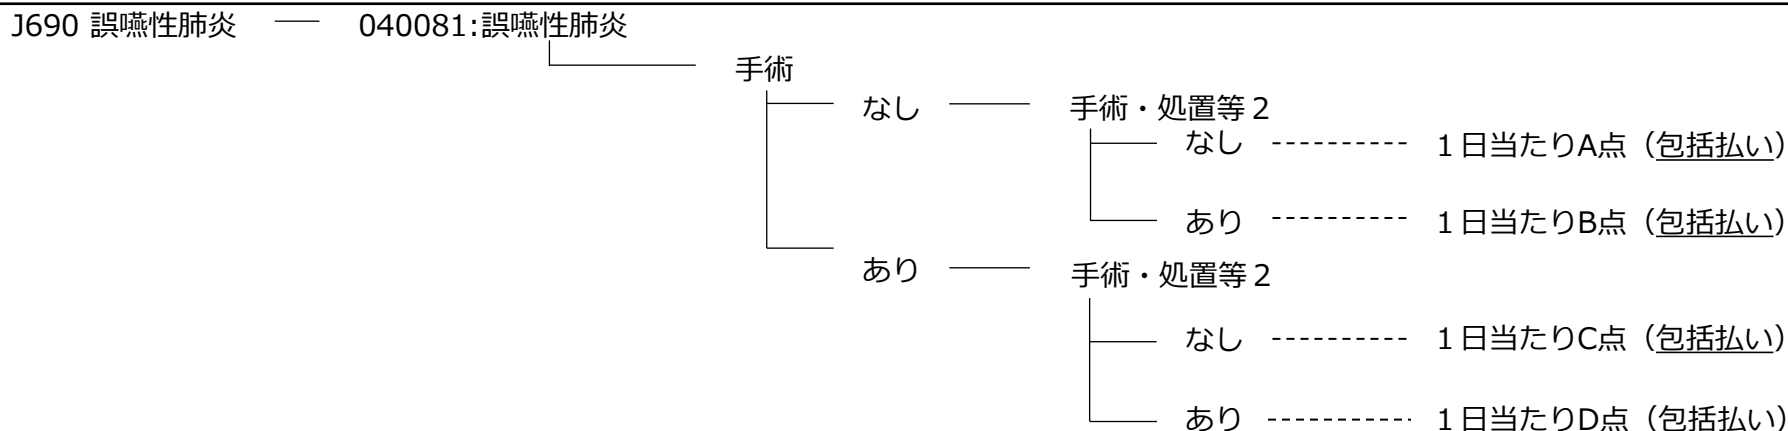 J690 誤嚥性肺炎 040081:誤嚥性肺炎
手術
なし 手術・処置等２
なし １日当たりA点（包括払い）
あり １日当たりB点（包括払い）
あり 手術・処置等２
なし １日当たりC点（包括払い）
あり １日当たりD点（包括払い）